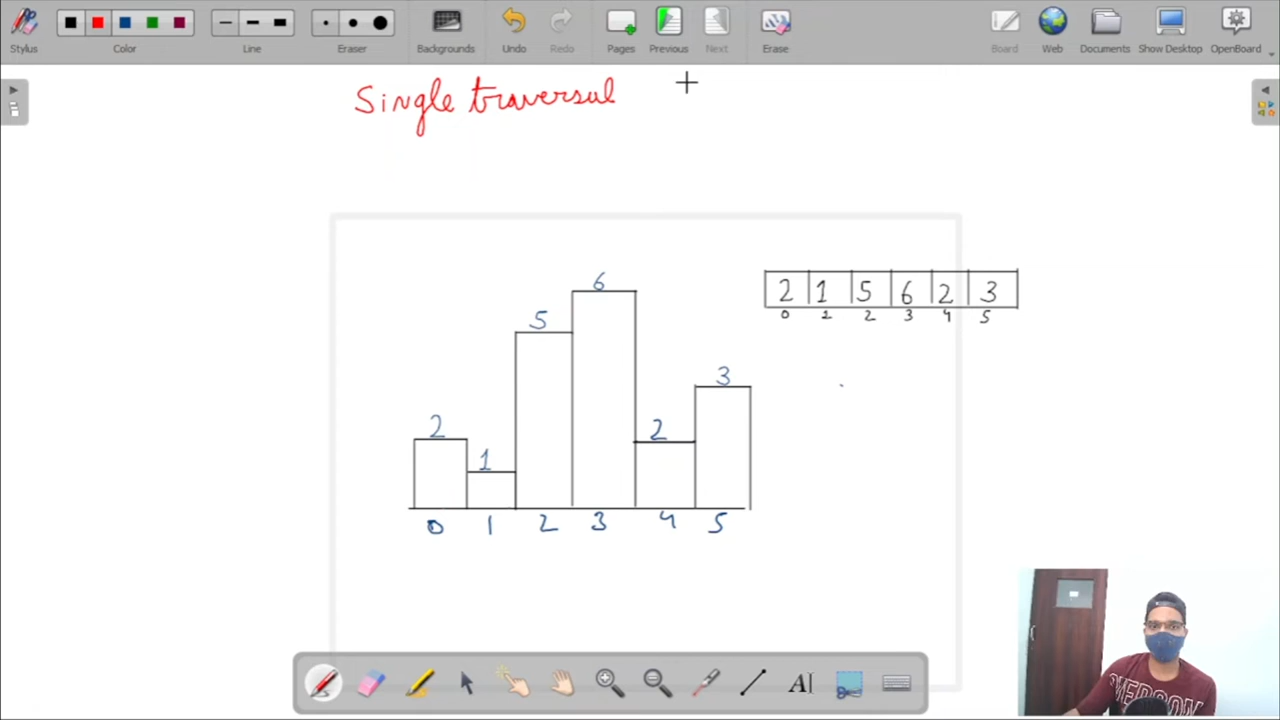 Stylus Color Line Eraser Backgrounds Undo Redo Pages Previous Next Erase Board Web Documents Show Desktop OpenBoard
Single traversal
6
2 1 5 6 2 3
0 1 2 3 4 5
5
3
2
2
1
0 1 2 3 4 5